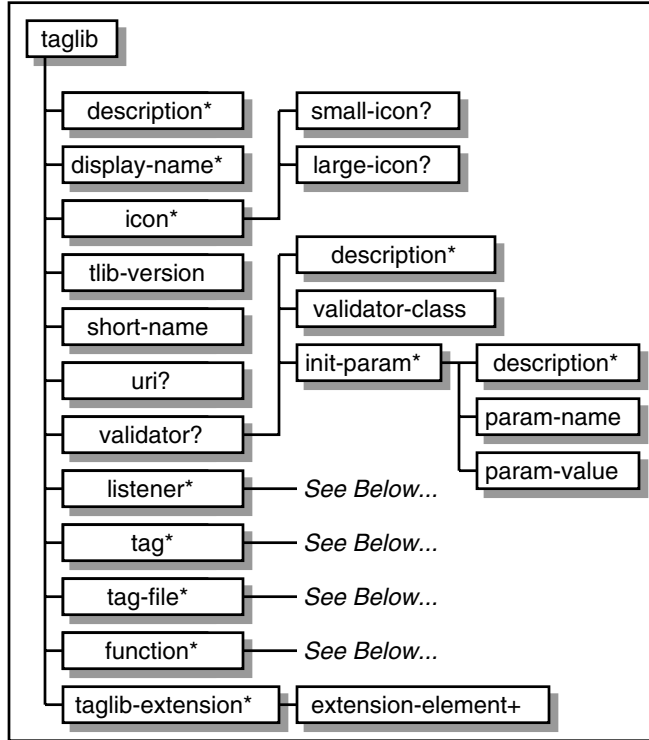 taglib
description*
small-icon?
display-name*
large-icon?
icon*
description*
tlib-version
validator-class
short-name
init-param*
description*
uri?
param-name
validator?
param-value
listener*
See Below...
tag*
See Below...
tag-file*
See Below...
function*
See Below...
taglib-extension*
extension-element+